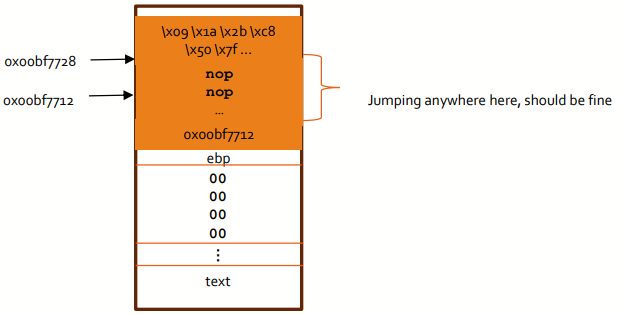 \x09 \x1a \x2b \xc8
\x50 \x7f ...
0x00bf7728
nop
nop
0x00bf7712
Jumping anywhere here, should be fine
...
0x00bf7712
ebp
00
00
00
00
⋮
text